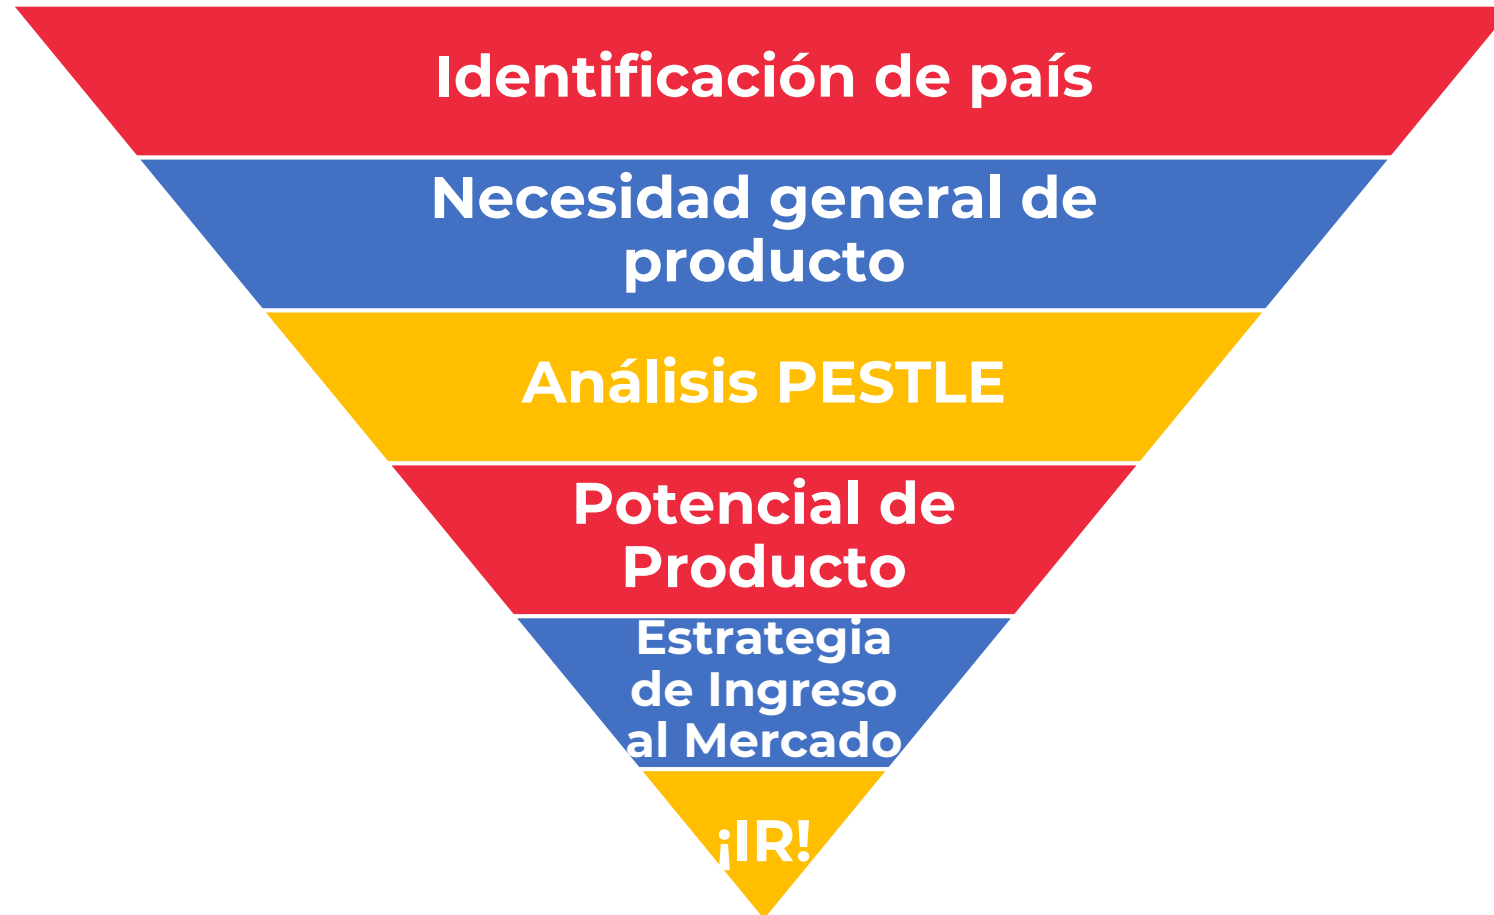 Identificación de país
Necesidad general de
producto
Análisis PESTLE
Potencial de
Producto
Estrategia
de Ingreso
al Mercado
¡IR!